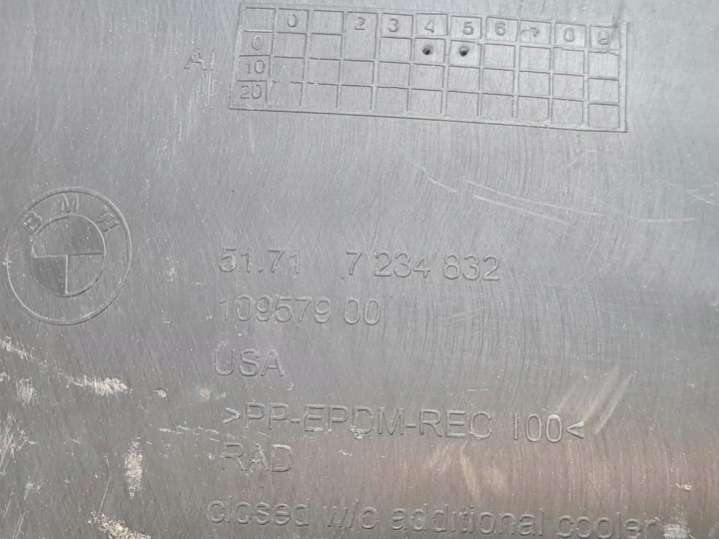 0 2 3 4 5 6 7 8 9
0
AI
10
20
BMW
51.71 7 234 832
109579 00
USA
>PP-EPDM-REC 100<
RAD
closed w/o additional cooler